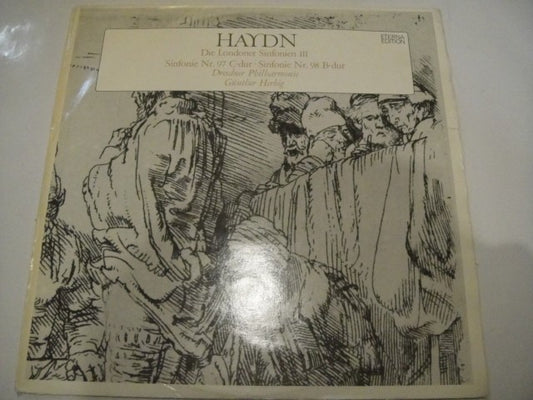 HAYDN
Die Londoner Sinfonien III
Sinfonie Nr. 97 C-dur · Sinfonie Nr. 98 B-dur
Dresdner Philharmonie
Günther Herbig
ETERNA
EDITION